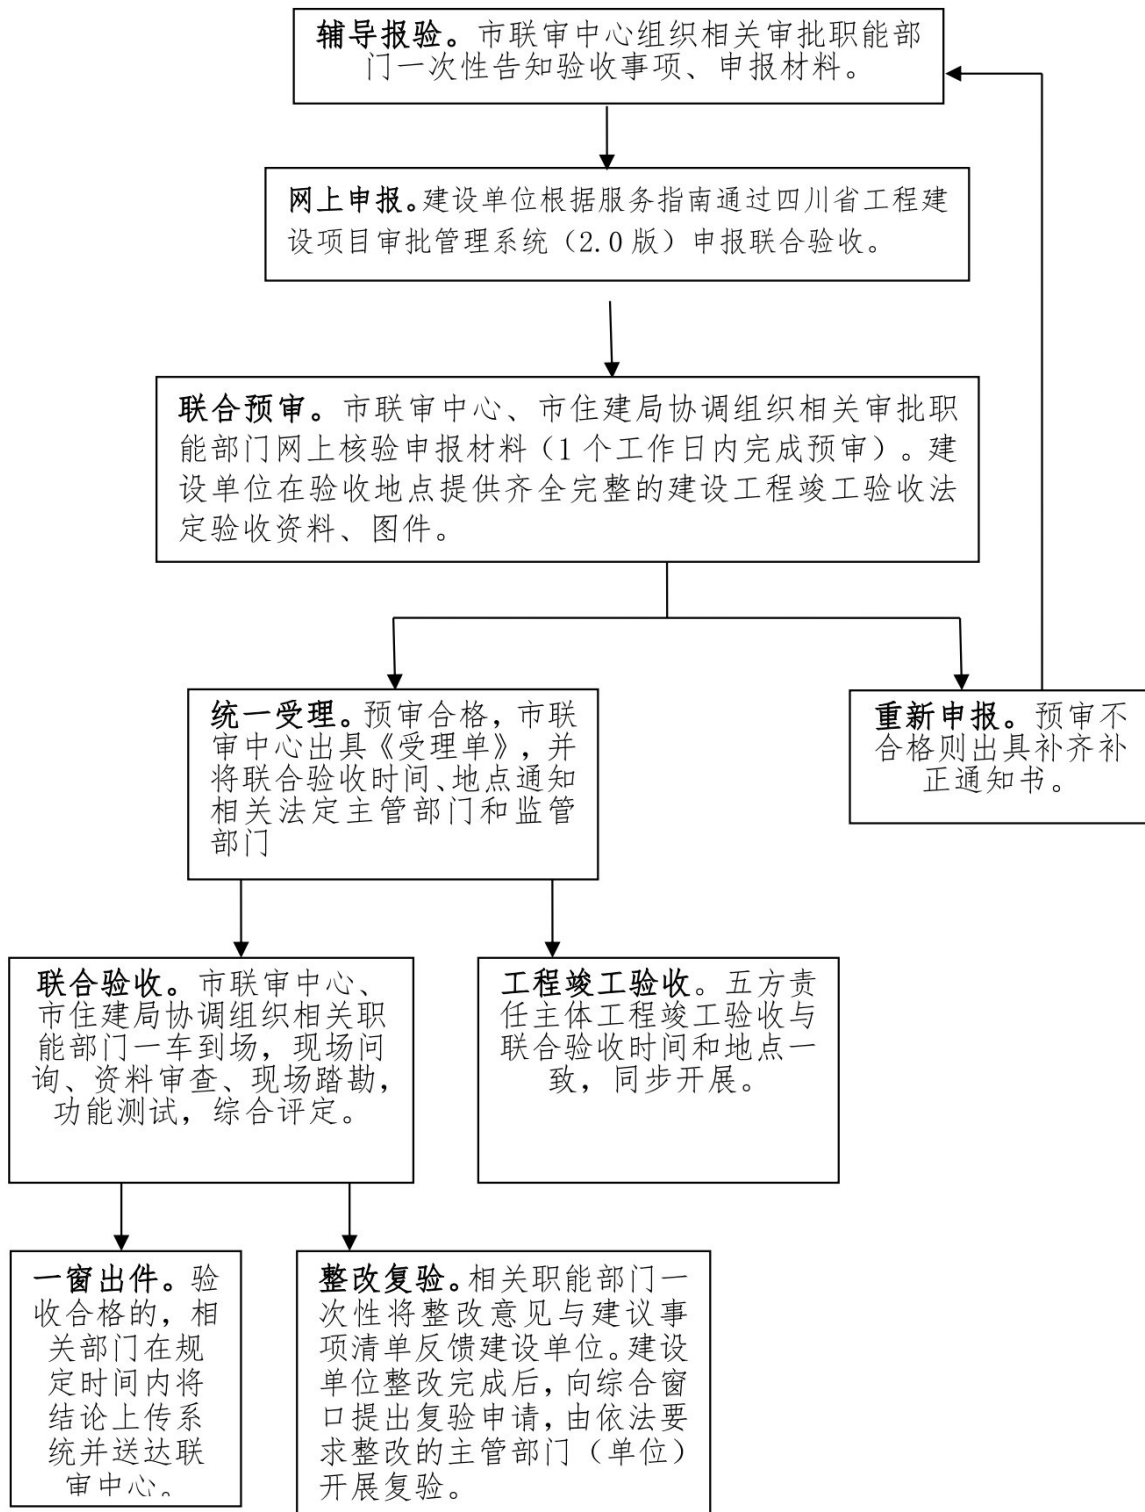 辅导报验。市联审中心组织相关审批职能部
门一次性告知验收事项、申报材料。
网上申报。建设单位根据服务指南通过四川省工程建
设项目审批管理系统（2.0 版）申报联合验收。
联合预审。市联审中心、市住建局协调组织相关审批职
能部门网上核验申报材料（1 个工作日内完成预审）。建
设单位在验收地点提供齐全完整的建设工程竣工验收法
定验收资料、图件。
统一受理。预审合格，市联
审中心出具《受理单》，并
将联合验收时间、地点通知
相关法定主管部门和监管
部门
重新申报。预审不
合格则出具补齐补
正通知书。
联合验收。市联审中心、
市住建局协调组织相关职
能部门一车到场，现场问
询、资料审查、现场踏勘，
功能测试，综合评定。
工程竣工验收。五方责
任主体工程竣工验收与
联合验收时间和地点一
致，同步开展。
一窗出件。验
收合格的，相
关部门在规
定时间内将
结论上传系
统并送达联
审中心。
整改复验。相关职能部门一
次性将整改意见与建议事
项清单反馈建设单位。建设
单位整改完成后，向综合窗
口提出复验申请，由依法要
求整改的主管部门（单位）
开展复验。